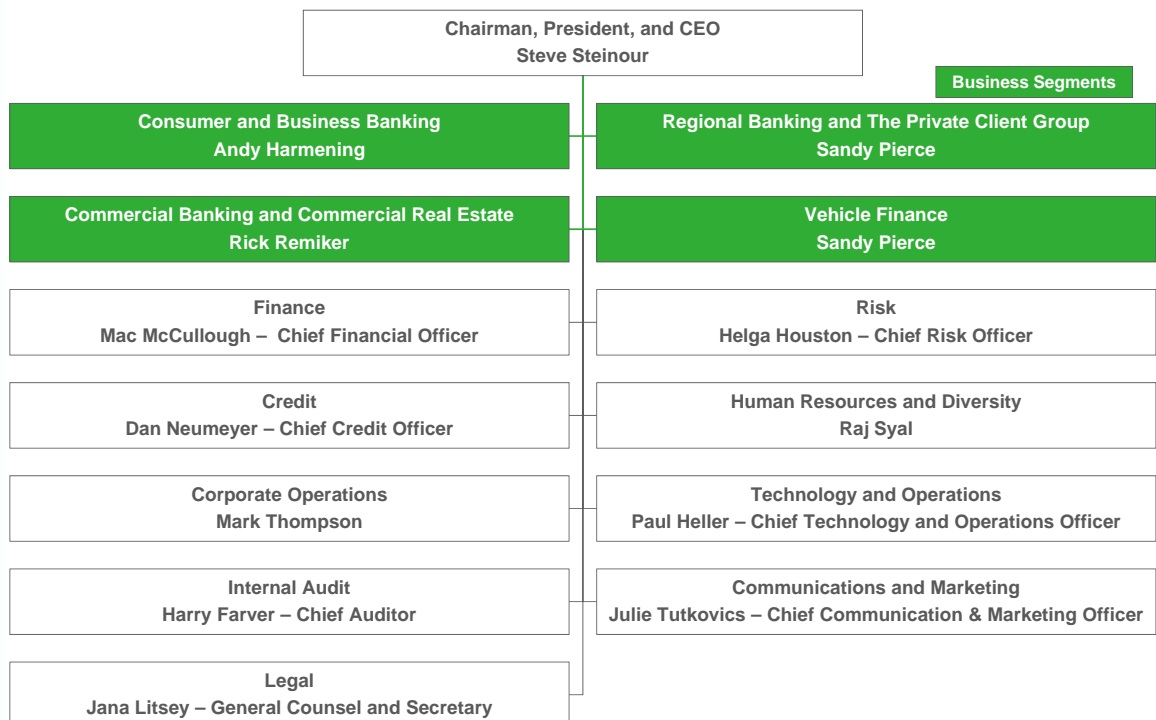 Chairman, President, and CEO
Steve Steinour
Business Segments
Consumer and Business Banking
Andy Harmening
Regional Banking and The Private Client Group
Sandy Pierce
Commercial Banking and Commercial Real Estate
Rick Remiker
Vehicle Finance
Sandy Pierce
Finance
Mac McCullough – Chief Financial Officer
Risk
Helga Houston – Chief Risk Officer
Credit
Dan Neumeyer – Chief Credit Officer
Human Resources and Diversity
Raj Syal
Corporate Operations
Mark Thompson
Technology and Operations
Paul Heller – Chief Technology and Operations Officer
Internal Audit
Harry Farver – Chief Auditor
Communications and Marketing
Julie Tutkovics – Chief Communication & Marketing Officer
Legal
Jana Litsey – General Counsel and Secretary